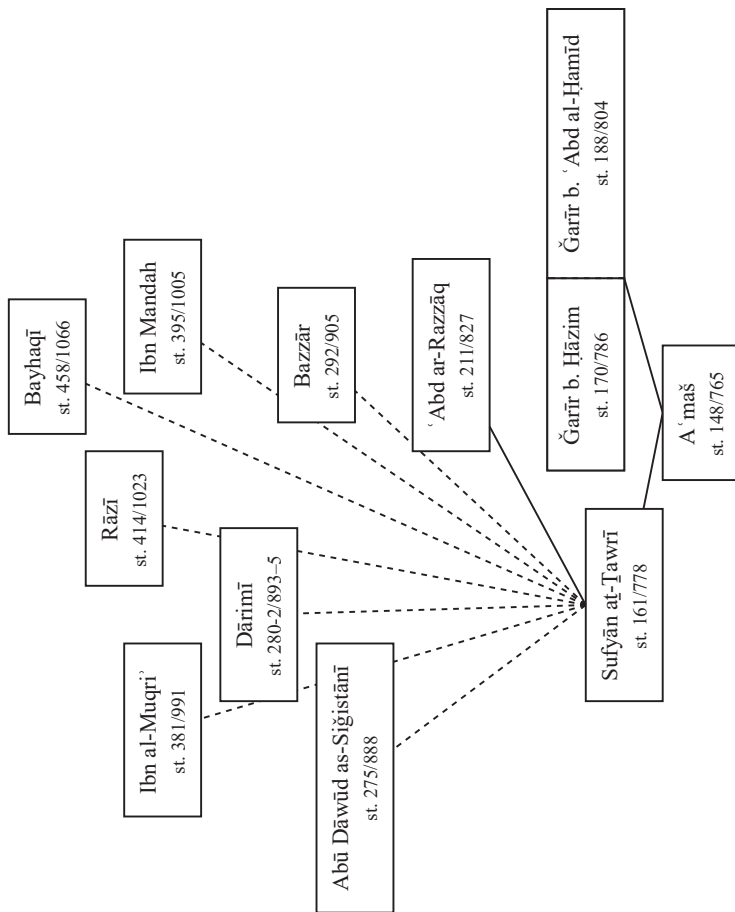 Bayhaqī
st. 458/1066
Ibn Mandah
st. 395/1005
Rāzī
st. 414/1023
Ibn al-Muqriʾ
st. 381/991
Dārimī
st. 280-2/893–5
Bazzār
st. 292/905
Abū Dāwūd as-Siǧistānī
st. 275/888
ʿAbd ar-Razzāq
st. 211/827
Sufyān aṯ-Ṯawrī
st. 161/778
Ǧarīr b. Ḥāzim
st. 170/786
Ǧarīr b. ʿAbd al-Ḥamīd
st. 188/804
Aʿmaš
st. 148/765